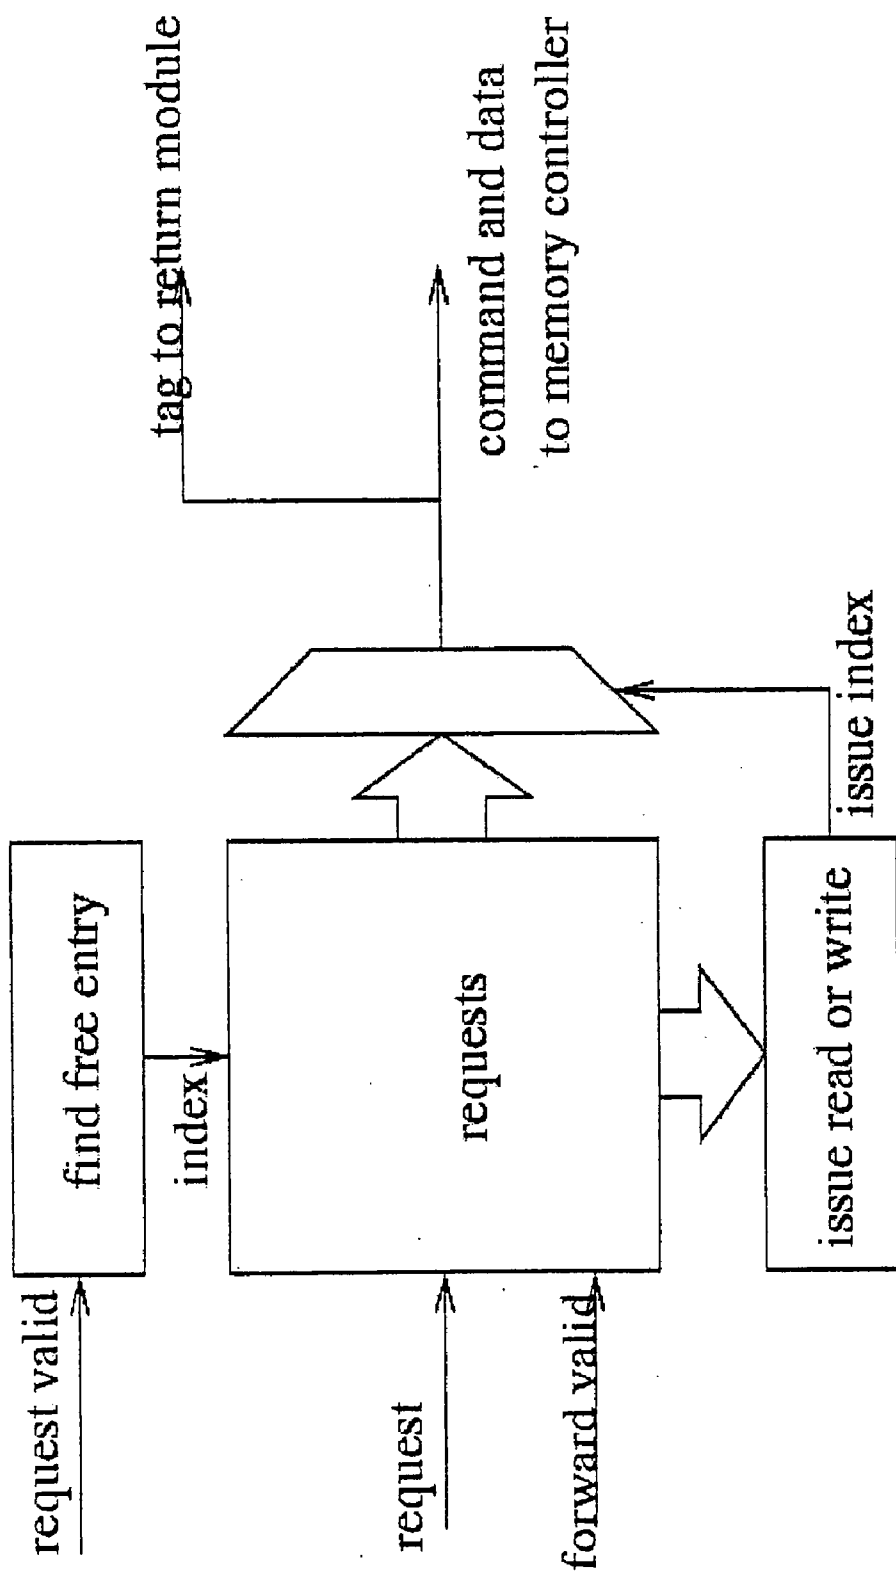 request valid
find free entry
index
request
forward valid
requests
issue read or write
issue index
tag to return module
command and data
to memory controller